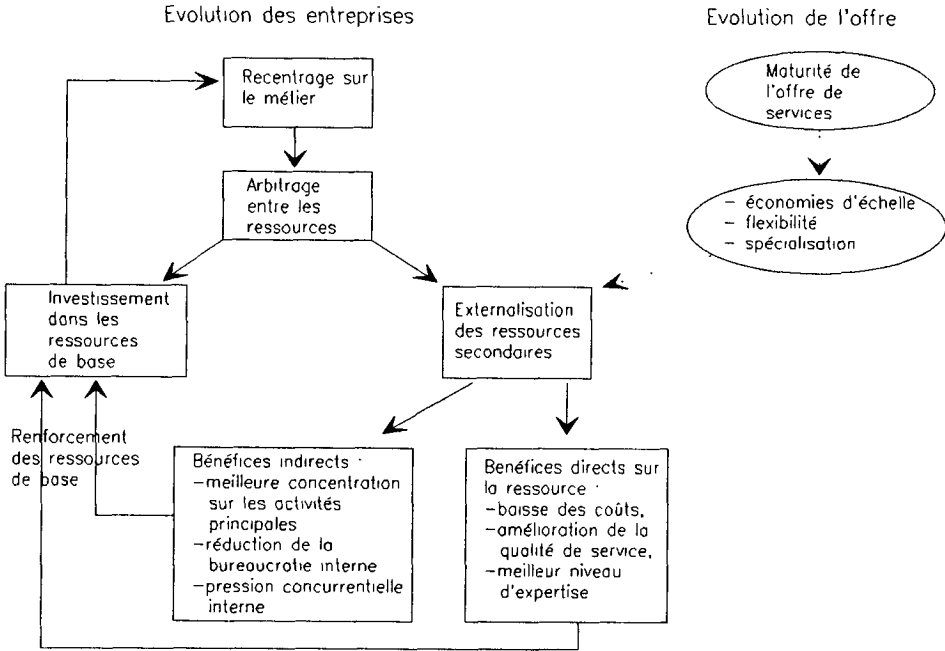 Evolution des entreprises
Evolution de l'offre
Recentrage sur
le métier
Maturité de
l'offre de
services
Arbitrage
entre les
ressources
– économies d'échelle
– flexibilité
– spécialisation
Investissement
dans les
ressources
de base
Externalisation
des ressources
secondaires
Renforcement
des ressources
de base
Bénéfices indirects :
–meilleure concentration
sur les activités
principales
–réduction de la
bureaucratie interne
–pression concurrentielle
interne
Benéfices directs sur
la ressource :
–baisse des coûts,
–amélioration de la
qualité de service,
–meilleur niveau
d'expertise